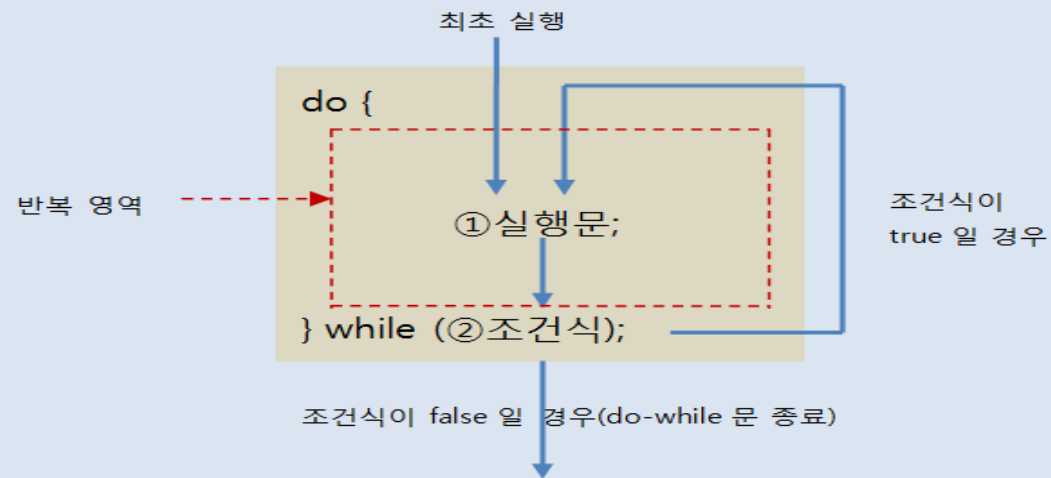 최초 실행
do {
반복 영역
①실행문;
조건식이
true 일 경우
} while (②조건식);
조건식이 false 일 경우(do-while 문 종료)